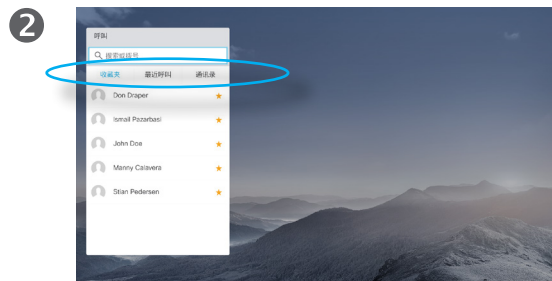 2
呼叫
搜索或拨号
收藏夹 最近呼叫 通讯录
Don Draper
Ismail Pazarbasi
John Doe
Manny Calavera
Stian Pedersen